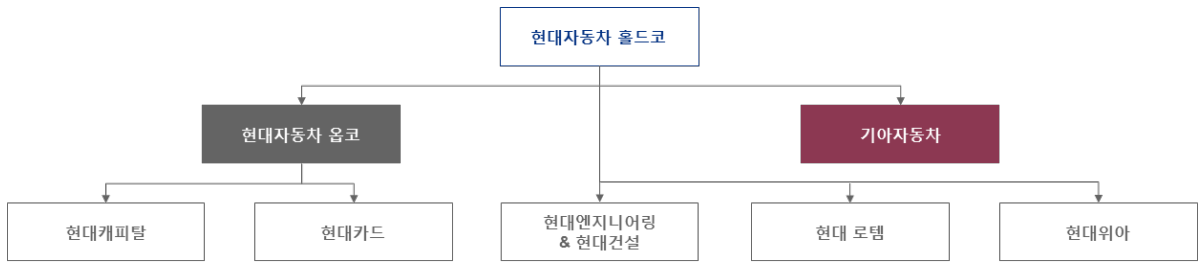 현대자동차 홀드코
현대자동차 옵코
기아자동차
현대캐피탈
현대카드
현대엔지니어링
& 현대건설
현대 로템
현대위아